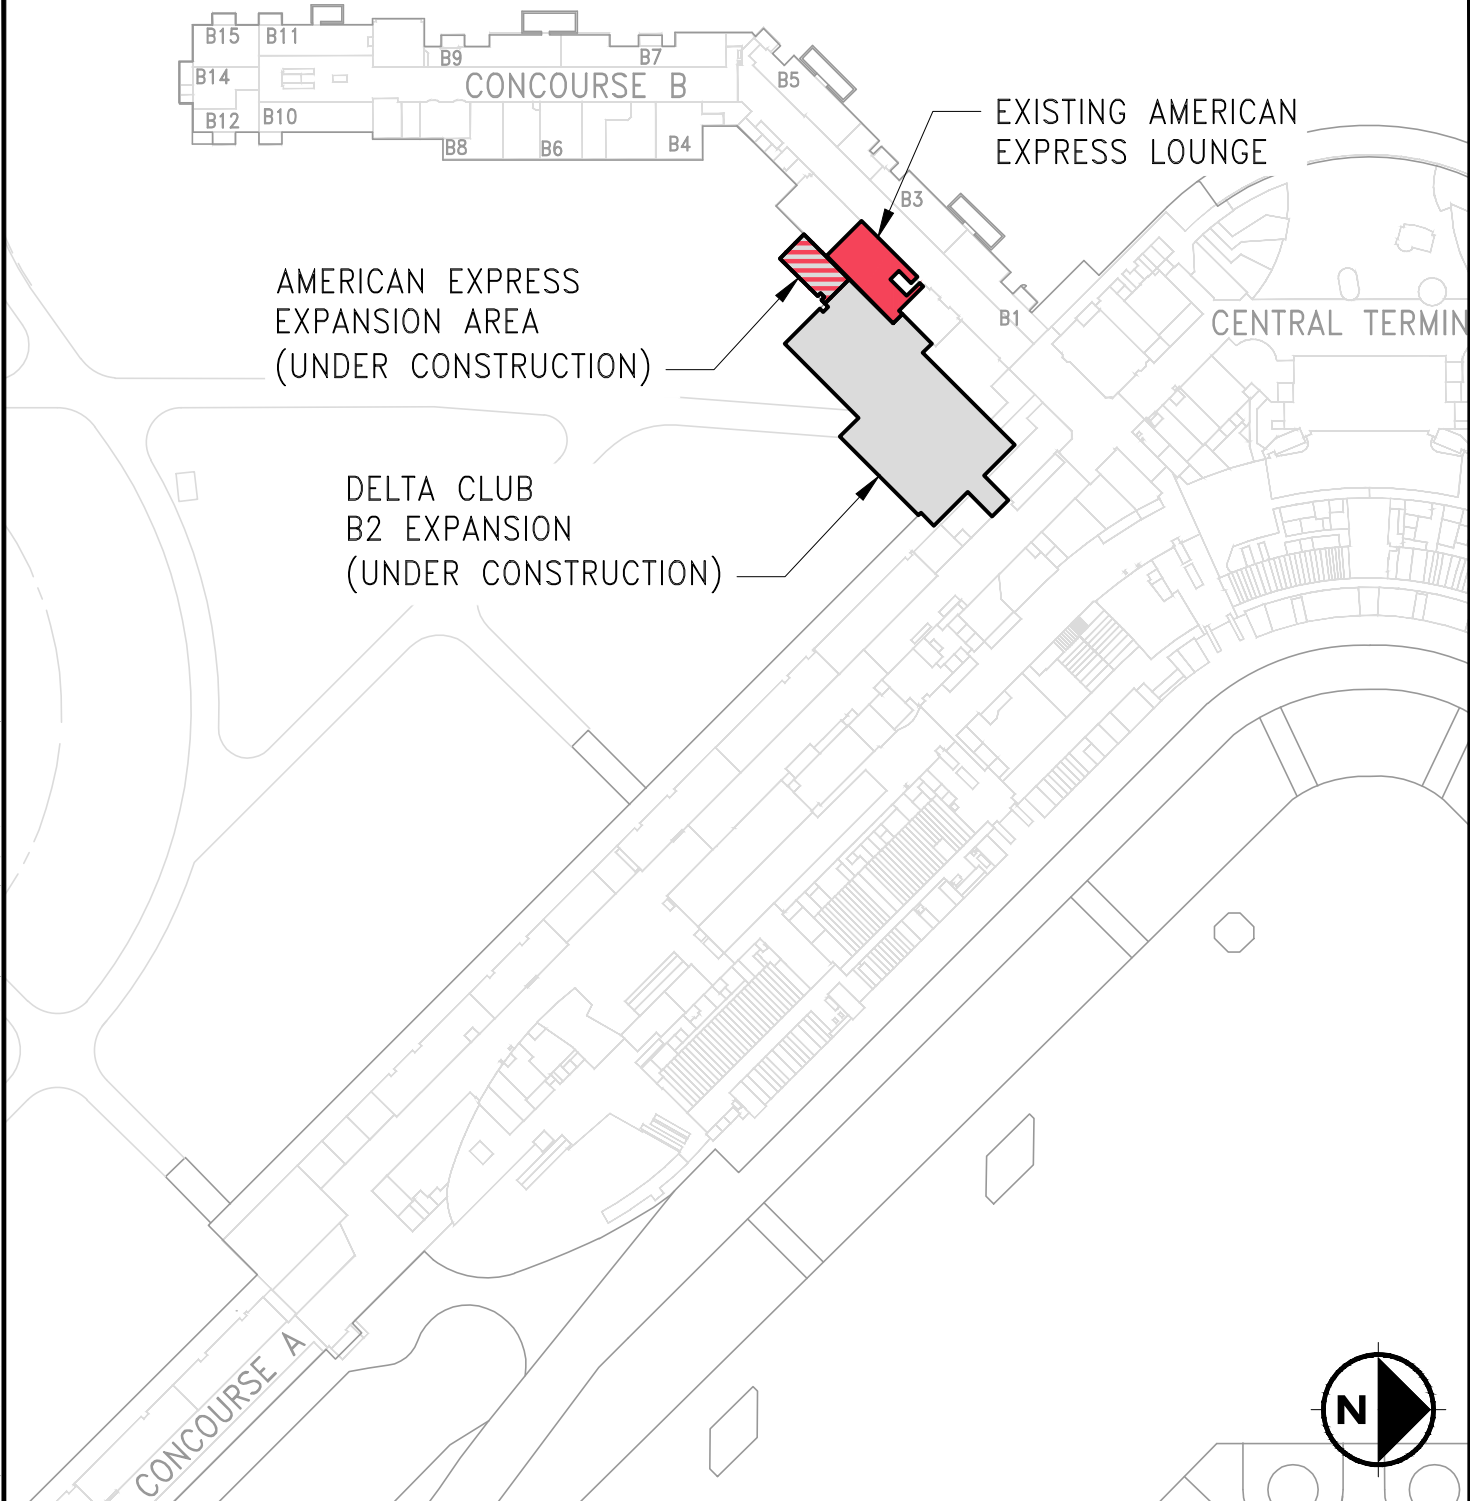 B15
B11
B9
B7
B14
CONCOURSE B
B5
B12
B10
B8
B6
B4
EXISTING AMERICAN
EXPRESS LOUNGE
B3
AMERICAN EXPRESS
EXPANSION AREA
(UNDER CONSTRUCTION)
B1
CENTRAL TERMIN
DELTA CLUB
B2 EXPANSION
(UNDER CONSTRUCTION)
CONCOURSE A
N